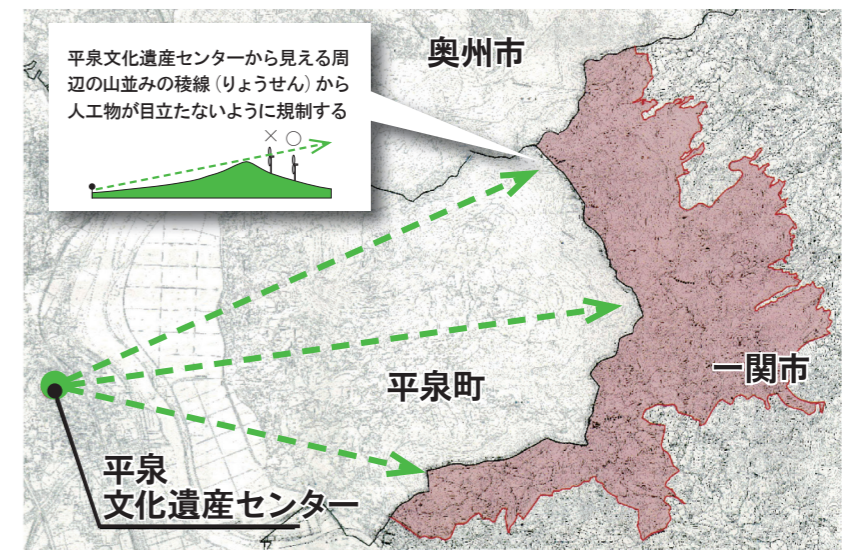 平泉文化遺産センターから見える周
辺の山並みの稜線（りょうせん）から
人工物が目立たないように規制する
×○
奥州市
一関市
平泉町
平泉
文化遺産センター